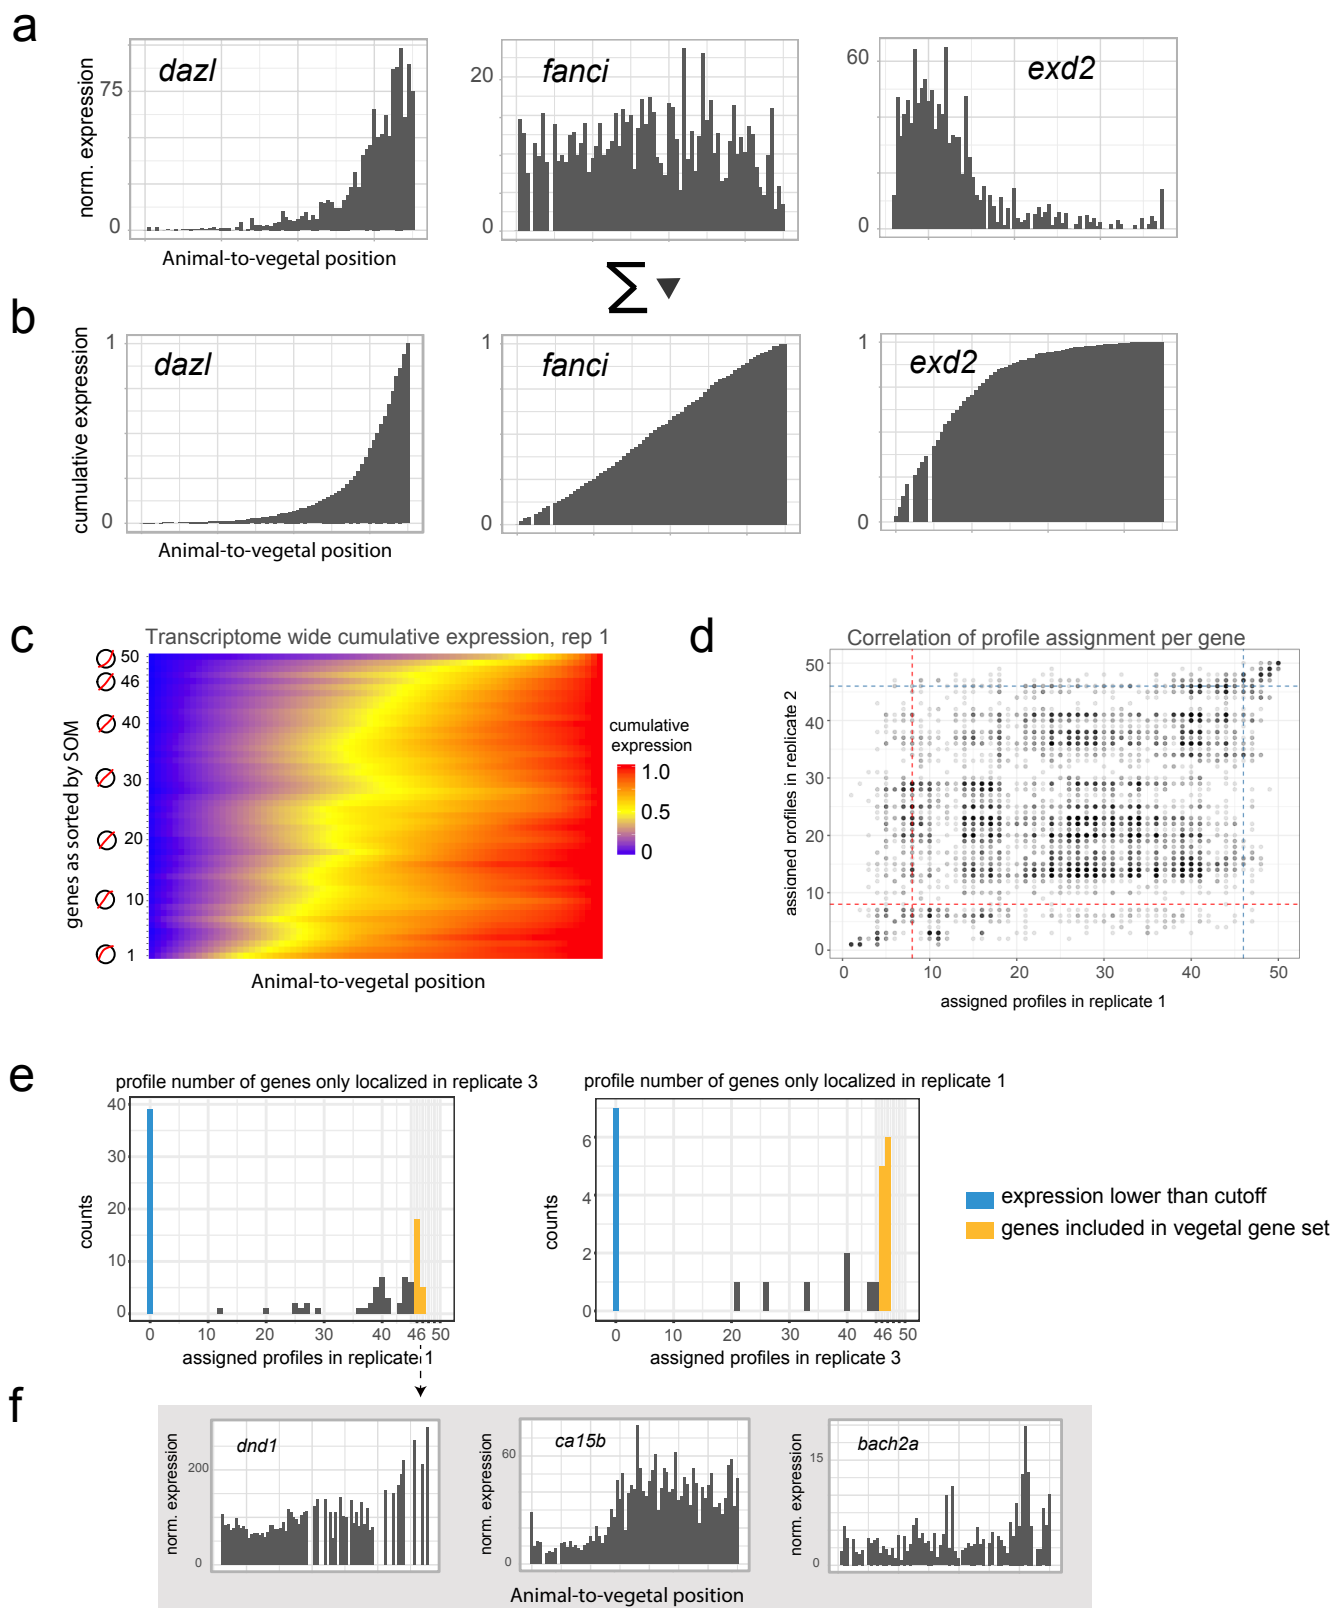 a
dazl
fanci
exd2
norm. expression
75
0
20
10
0
60
40
20
0
Animal-to-vegetal position
∑
b
dazl
fanci
exd2
cumulative expression
1
0
1
0
1
0
Animal-to-vegetal position
c
Transcriptome wide cumulative expression, rep 1
genes as sorted by SOM
50
46
40
30
20
10
1
cumulative
expression
1.0
0.5
0
Animal-to-vegetal position
d
Correlation of profile assignment per gene
assigned profiles in replicate 2
50
40
30
20
10
0
0 10 20 30 40 50
assigned profiles in replicate 1
e
profile number of genes only localized in replicate 3
counts
40
30
20
10
0
0 10 20 30 40 46 50
assigned profiles in replicate 1
profile number of genes only localized in replicate 1
counts
6
4
2
0
0 10 20 30 40 46 50
assigned profiles in replicate 3
expression lower than cutoff
genes included in vegetal gene set
f
norm. expression
dnd1
200
0
norm. expression
ca15b
60
0
norm. expression
bach2a
15
0
Animal-to-vegetal position